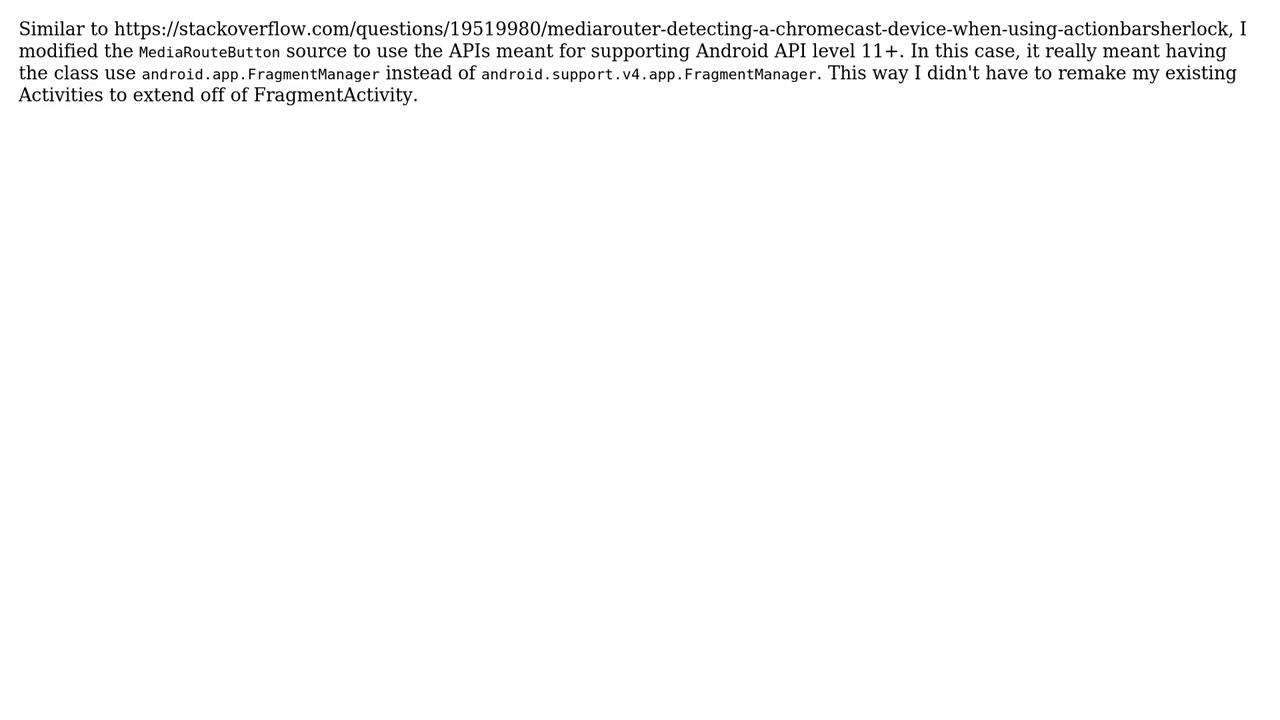 Similar to https://stackoverflow.com/questions/19519980/mediarouter-detecting-a-chromecast-device-when-using-actionbarsherlock, I
modified the MediaRouteButton source to use the APIs meant for supporting Android API level 11+. In this case, it really meant having
the class use android.app.FragmentManager instead of android.support.v4.app.FragmentManager. This way I didn't have to remake my existing
Activities to extend off of FragmentActivity.